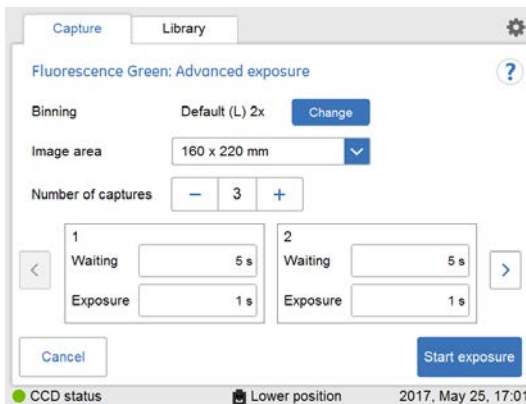 Capture Library
Fluorescence Green: Advanced exposure ?
Binning Default (L) 2x Change
Image area 160 x 220 mm
Number of captures − 3 +
1 2
< Waiting 5 s Waiting 5 s >
Exposure 1 s Exposure 1 s
Cancel Start exposure
CCD status Lower position 2017, May 25, 17:01